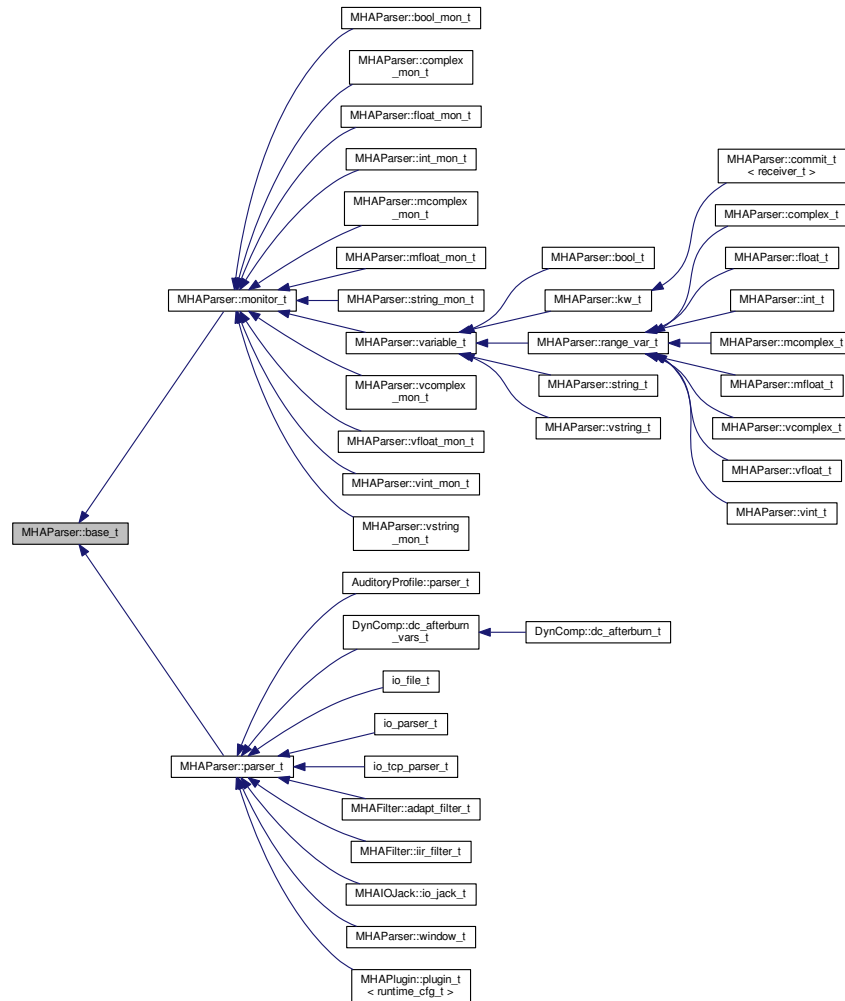 MHAParser::bool_mon_t
MHAParser::complex
_mon_t
MHAParser::float_mon_t
MHAParser::int_mon_t
MHAParser::mcomplex
_mon_t
MHAParser::mfloat_mon_t
MHAParser::string_mon_t
MHAParser::variable_t
MHAParser::vcomplex
_mon_t
MHAParser::vfloat_mon_t
MHAParser::vint_mon_t
MHAParser::vstring
_mon_t
MHAParser::monitor_t
MHAParser::bool_t
MHAParser::kw_t
MHAParser::range_var_t
MHAParser::string_t
MHAParser::vstring_t
MHAParser::commit_t
< receiver_t >
MHAParser::complex_t
MHAParser::float_t
MHAParser::int_t
MHAParser::mcomplex_t
MHAParser::mfloat_t
MHAParser::vcomplex_t
MHAParser::vfloat_t
MHAParser::vint_t
MHAParser::base_t
AuditoryProfile::parser_t
DynComp::dc_afterburn
_vars_t
DynComp::dc_afterburn_t
io_file_t
io_parser_t
MHAParser::parser_t
io_tcp_parser_t
MHAFilter::adapt_filter_t
MHAFilter::iir_filter_t
MHAIOJack::io_jack_t
MHAParser::window_t
MHAPlugin::plugin_t
< runtime_cfg_t >